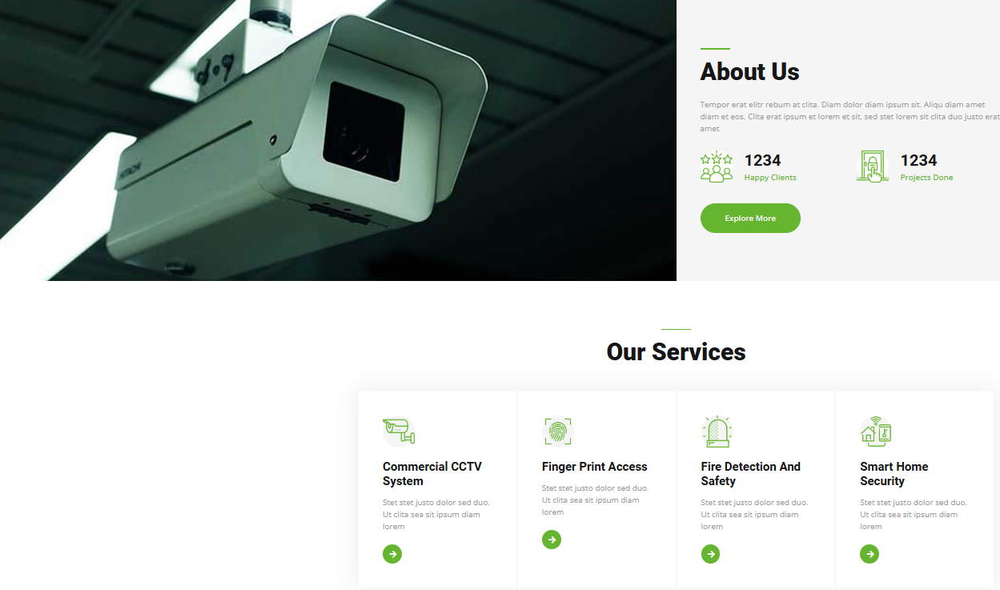 HITACHI
About Us
Tempor erat elitr rebum at clita. Diam dolor diam ipsum sit. Aliqu diam amet
diam et eos. Clita erat ipsum et lorem et sit, sed stet lorem sit clita duo justo erat
amet
1234
Happy Clients
1234
Projects Done
Explore More
Our Services
Commercial CCTV
System
Stet stet justo dolor sed duo.
Ut clita sea sit ipsum diam
lorem
Finger Print Access
Stet stet justo dolor sed duo.
Ut clita sea sit ipsum diam
lorem
Fire Detection And
Safety
Stet stet justo dolor sed duo.
Ut clita sea sit ipsum diam
lorem
Smart Home
Security
Stet stet justo dolor sed duo.
Ut clita sea sit ipsum diam
lorem